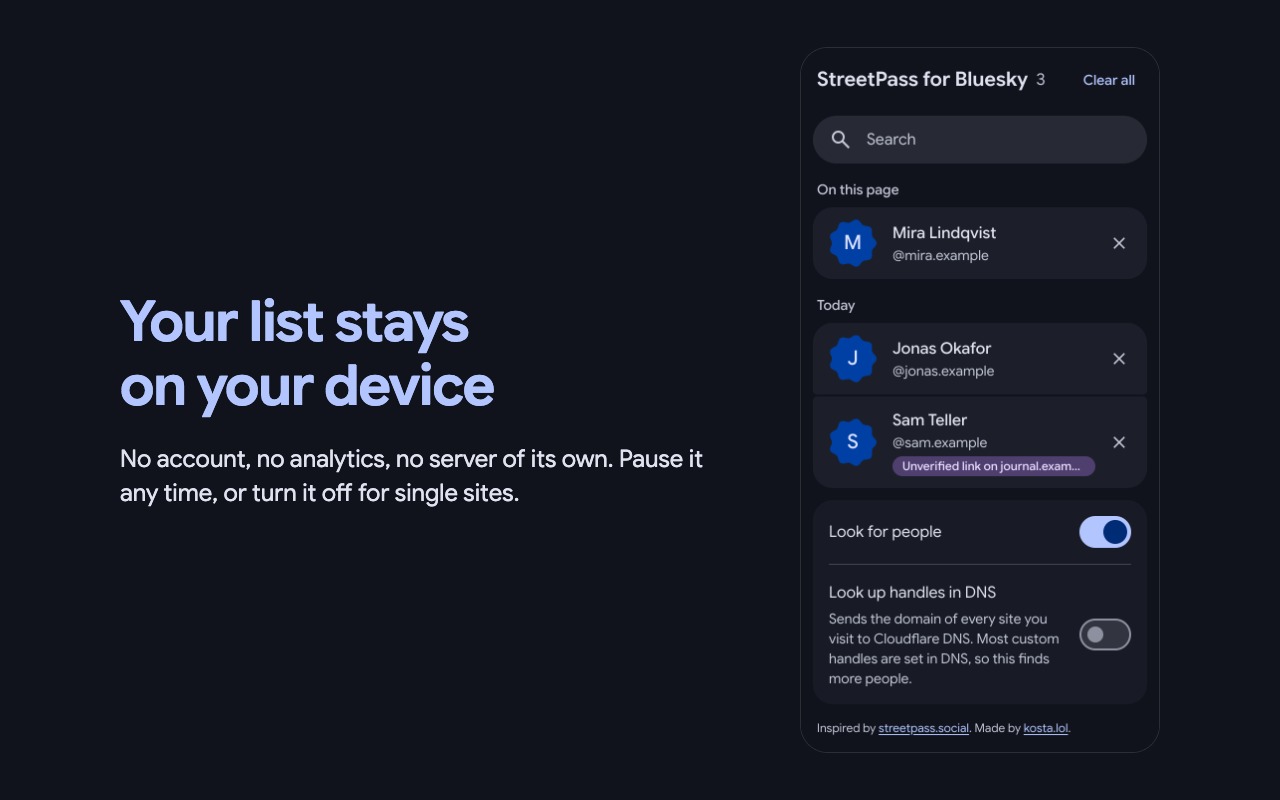 Your list stays
on your device
No account, no analytics, no server of its own. Pause it
any time, or turn it off for single sites.
StreetPass for Bluesky 3
Clear all
Search
On this page
M
Mira Lindqvist
@mira.example
Today
J
Jonas Okafor
@jonas.example
S
Sam Teller
@sam.example
Unverified link on journal.exam...
Look for people
Look up handles in DNS
Sends the domain of every site you
visit to Cloudflare DNS. Most custom
handles are set in DNS, so this finds
more people.
Inspired by streetpass.social. Made by kosta.lol.